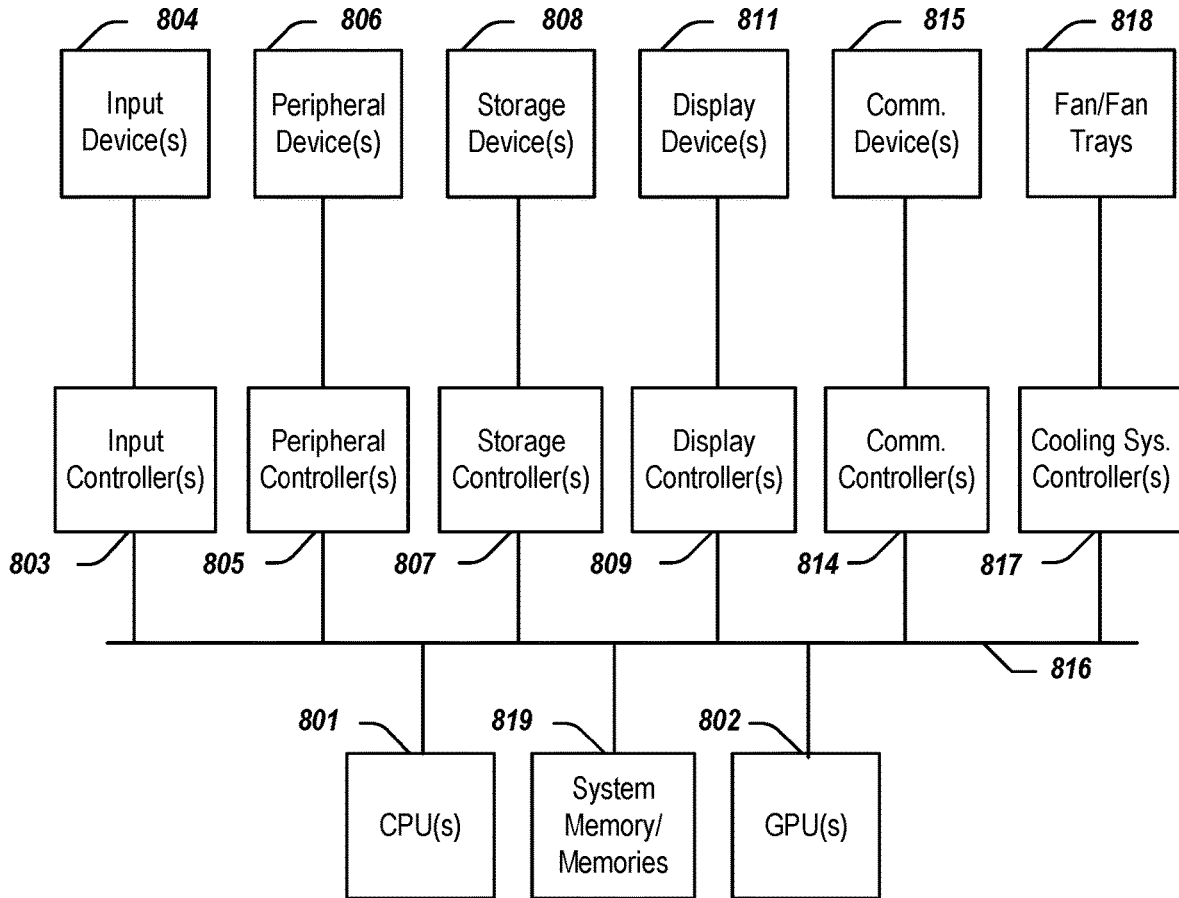 804 806 808 811 815 818
Input Peripheral Storage Display Comm. Fan/Fan
Device(s) Device(s) Device(s) Device(s) Device(s) Trays
Input Peripheral Storage Display Comm. Cooling Sys.
Controller(s) Controller(s) Controller(s) Controller(s) Controller(s) Controller(s)
803 805 807 809 814 817
816
801 819 802
System
CPU(s) Memory/ GPU(s)
Memories